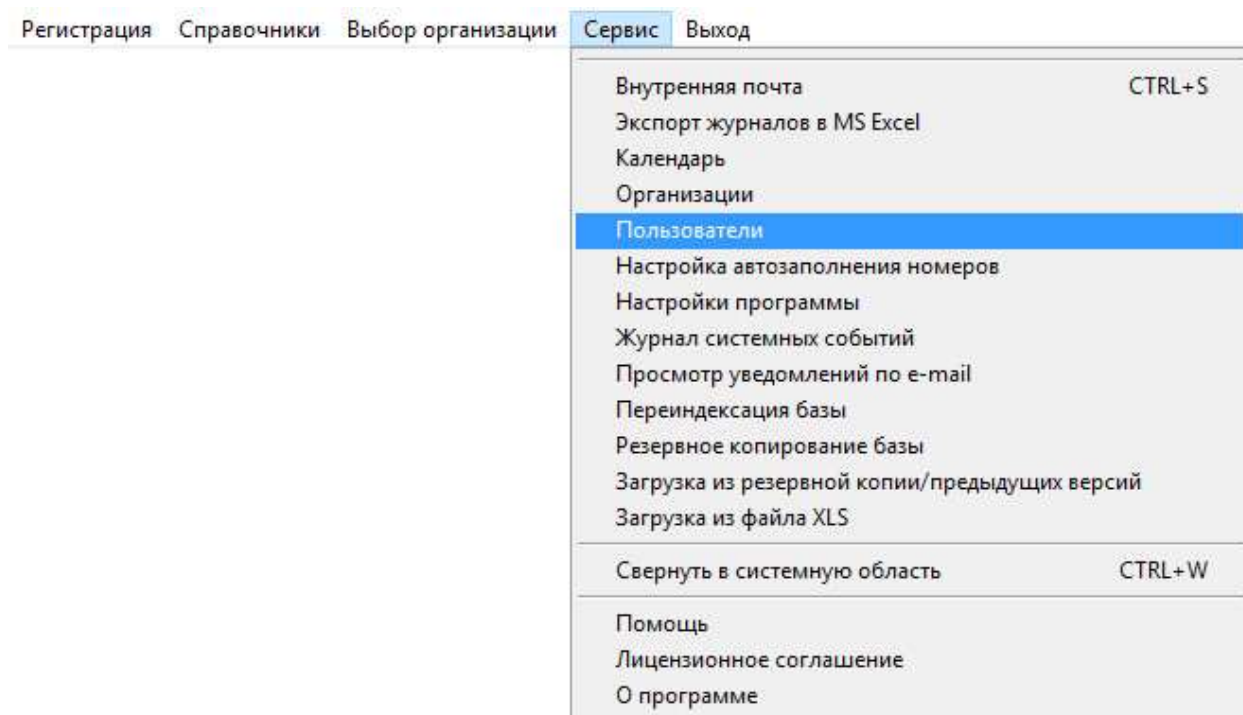 Регистрация Справочники Выбор организации Сервис Выход
Внутренняя почта CTRL+S
Экспорт журналов в MS Excel
Календарь
Организации
Пользователи
Настройка автозаполнения номеров
Настройки программы
Журнал системных событий
Просмотр уведомлений по e-mail
Переиндексация базы
Резервное копирование базы
Загрузка из резервной копии/предыдущих версий
Загрузка из файла XLS
Свернуть в системную область CTRL+W
Помощь
Лицензионное соглашение
О программе